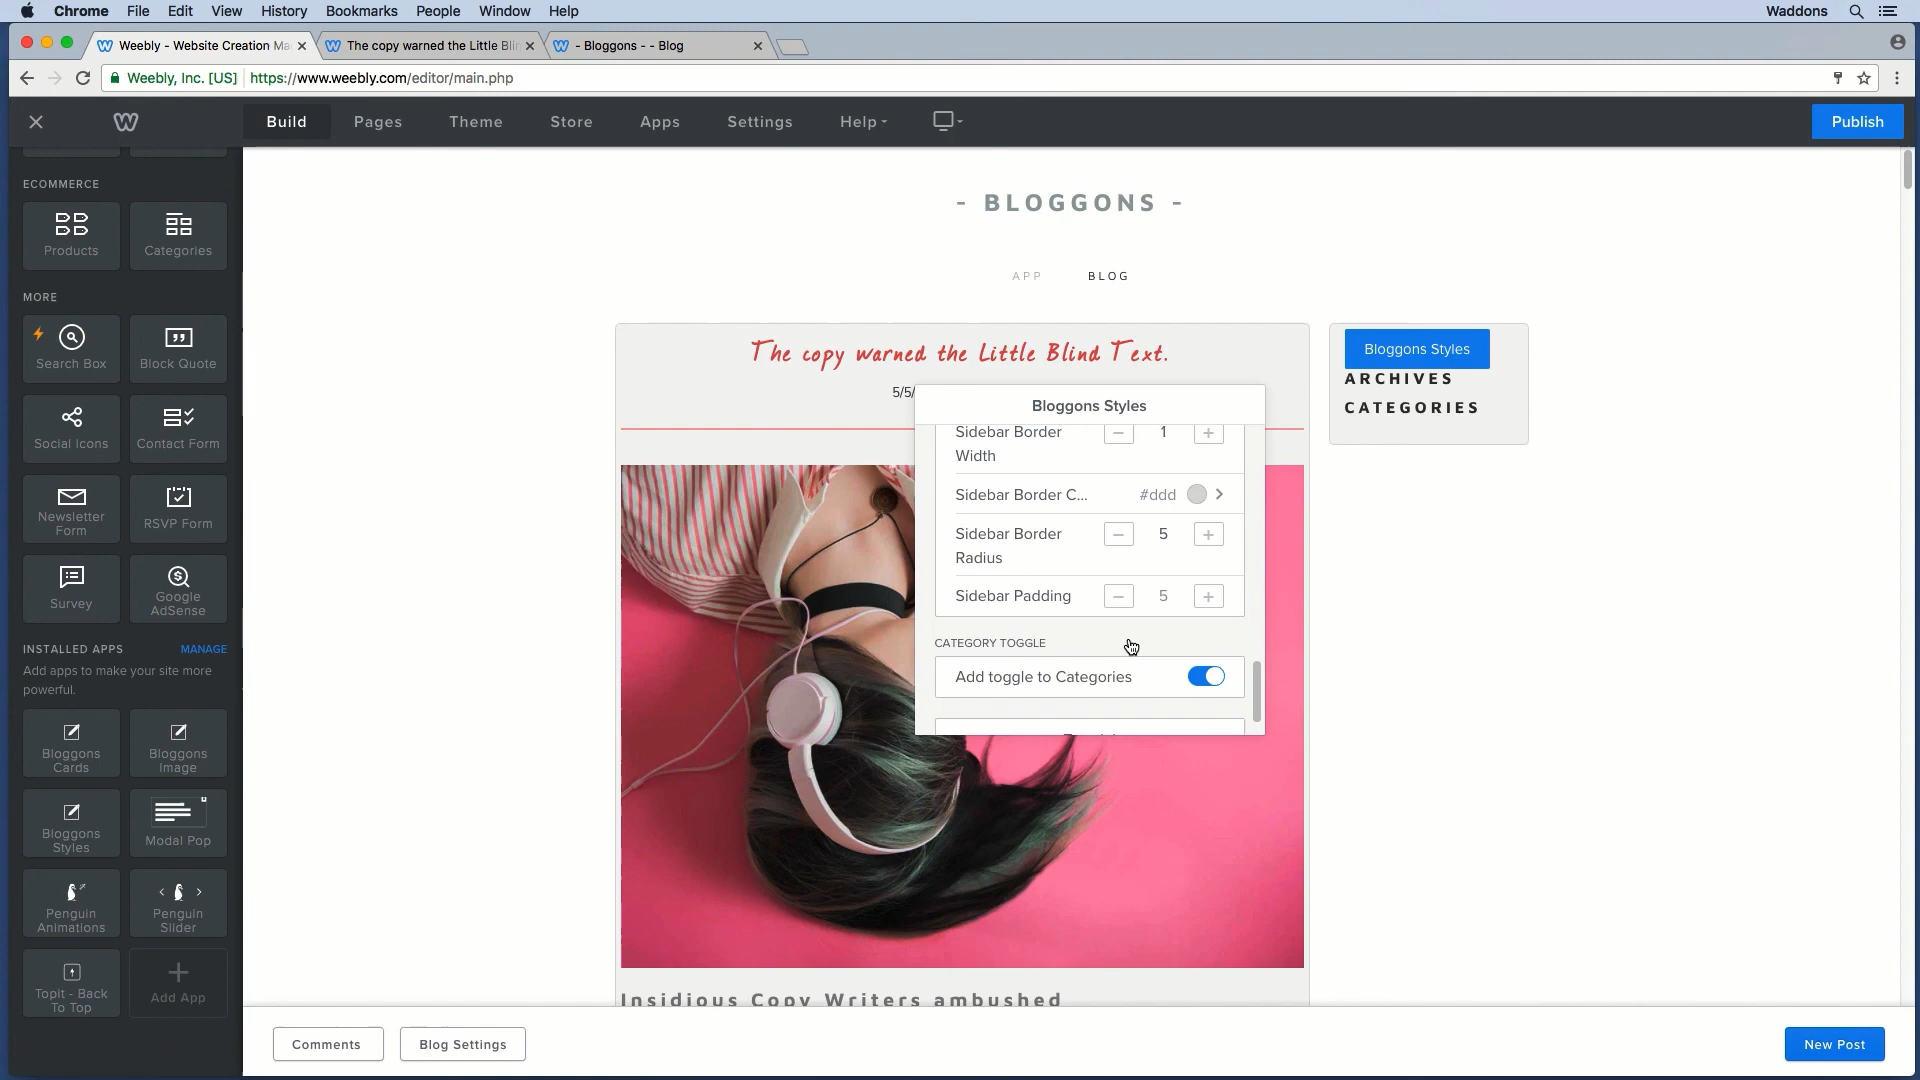 Chrome File Edit View History Bookmarks People Window Help Waddons
Weebly - Website Creation Ma
The copy warned the Little Blin
- Bloggons - - Blog
Weebly, Inc. [US] https://www.weebly.com/editor/main.php
Build Pages Theme Store Apps Settings Help Publish
ECOMMERCE
Products Categories
MORE
Search Box Block Quote
Social Icons Contact Form
Newsletter Form
RSVP Form
Survey
Google AdSense
INSTALLED APPS MANAGE
Add apps to make your site more
powerful.
Bloggons Cards
Bloggons Image
Bloggons Styles
Modal Pop
Penguin Animations
Penguin Slider
TopIt - Back To Top
Add App
- BLOGGONS -
APP BLOG
The copy warned the Little Blind Text.
5/5/
Bloggons Styles
ARCHIVES
CATEGORIES
Bloggons Styles
Sidebar Border Width 1
Sidebar Border C... #ddd
Sidebar Border Radius 5
Sidebar Padding 5
CATEGORY TOGGLE
Add toggle to Categories
Insidious Copy Writers ambushed
Comments Blog Settings New Post